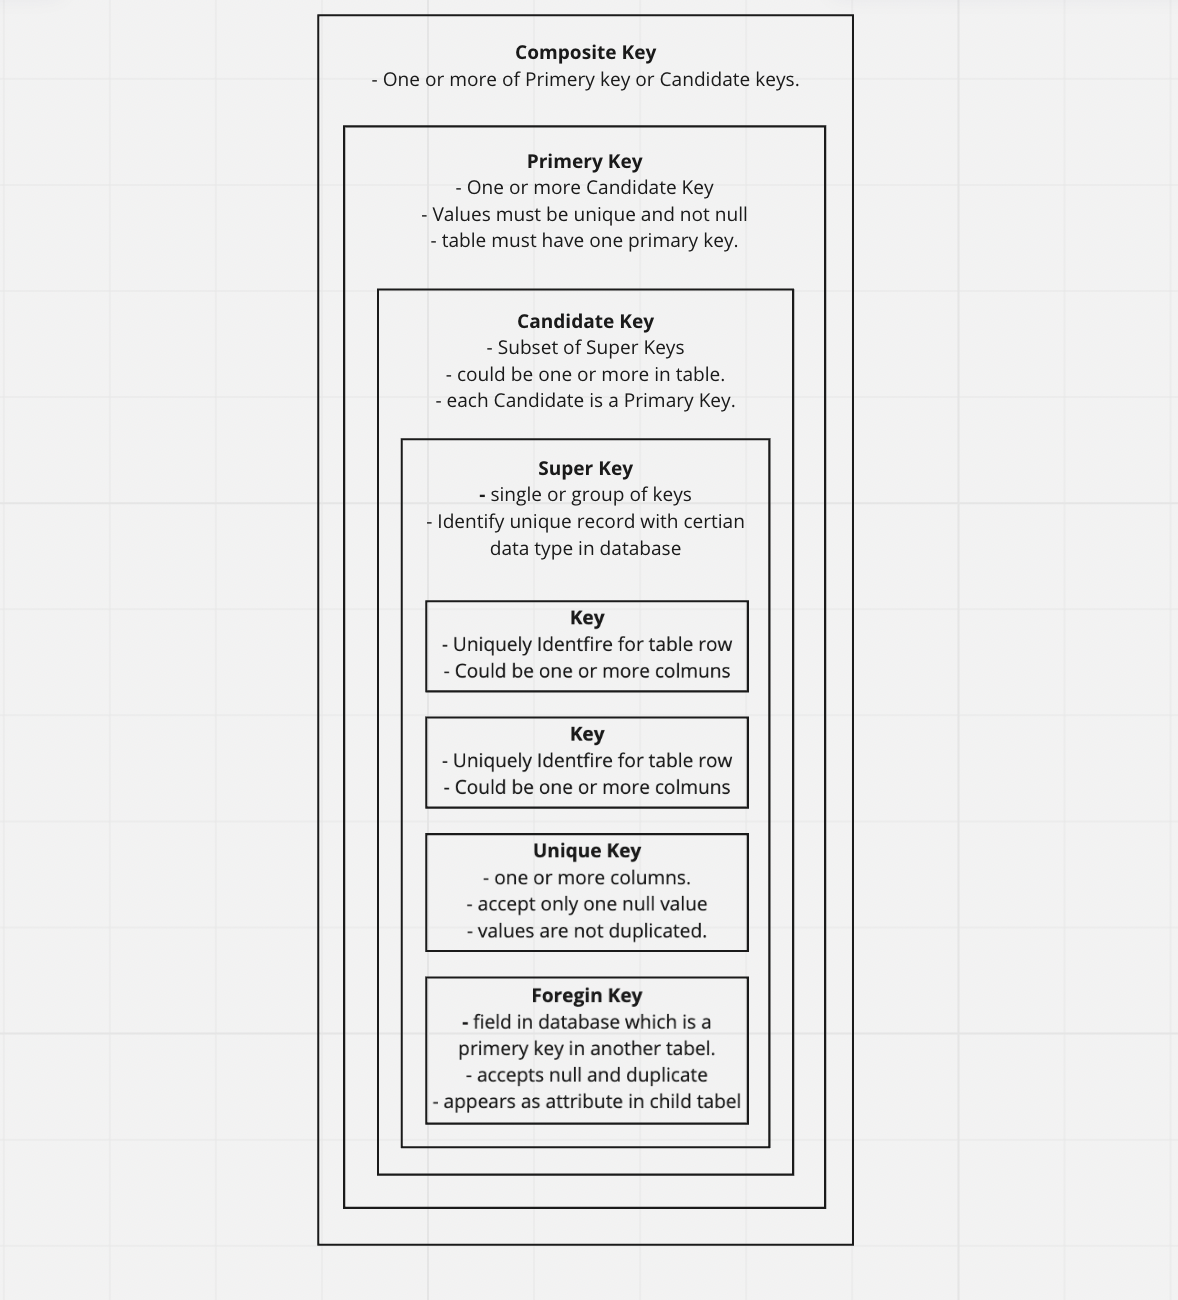 Composite Key
- One or more of Primery key or Candidate keys.
Primery Key
- One or more Candidate Key
- Values must be unique and not null
- table must have one primary key.
Candidate Key
- Subset of Super Keys
- could be one or more in table.
- each Candidate is a Primary Key.
Super Key
- single or group of keys
- Identify unique record with certian
data type in database
Key
- Uniquely Identfire for table row
- Could be one or more colmuns
Key
- Uniquely Identfire for table row
- Could be one or more colmuns
Unique Key
- one or more columns.
- accept only one null value
- values are not duplicated.
Foregin Key
- field in database which is a
primery key in another tabel.
- accepts null and duplicate
- appears as attribute in child tabel